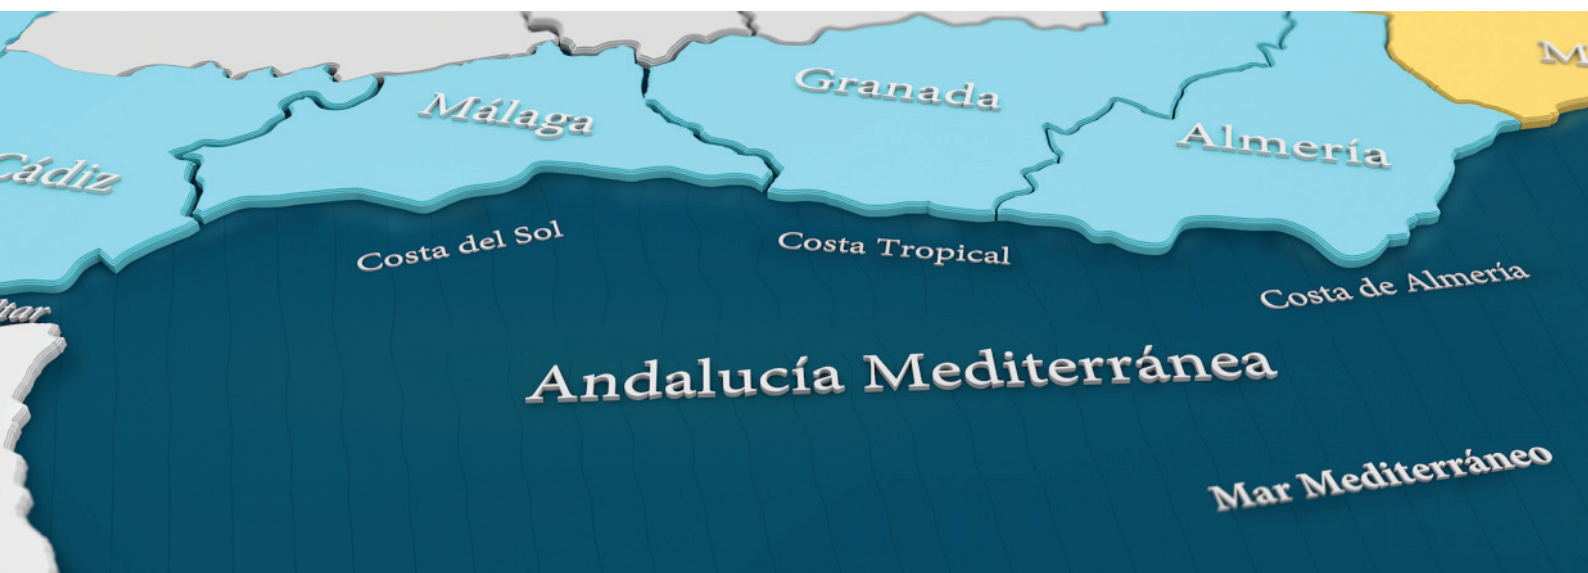 Granada
Málaga
Almería
Cádiz
Costa del Sol
Costa Tropical
Costa de Almería
Andalucía Mediterránea
Mar Mediterráneo